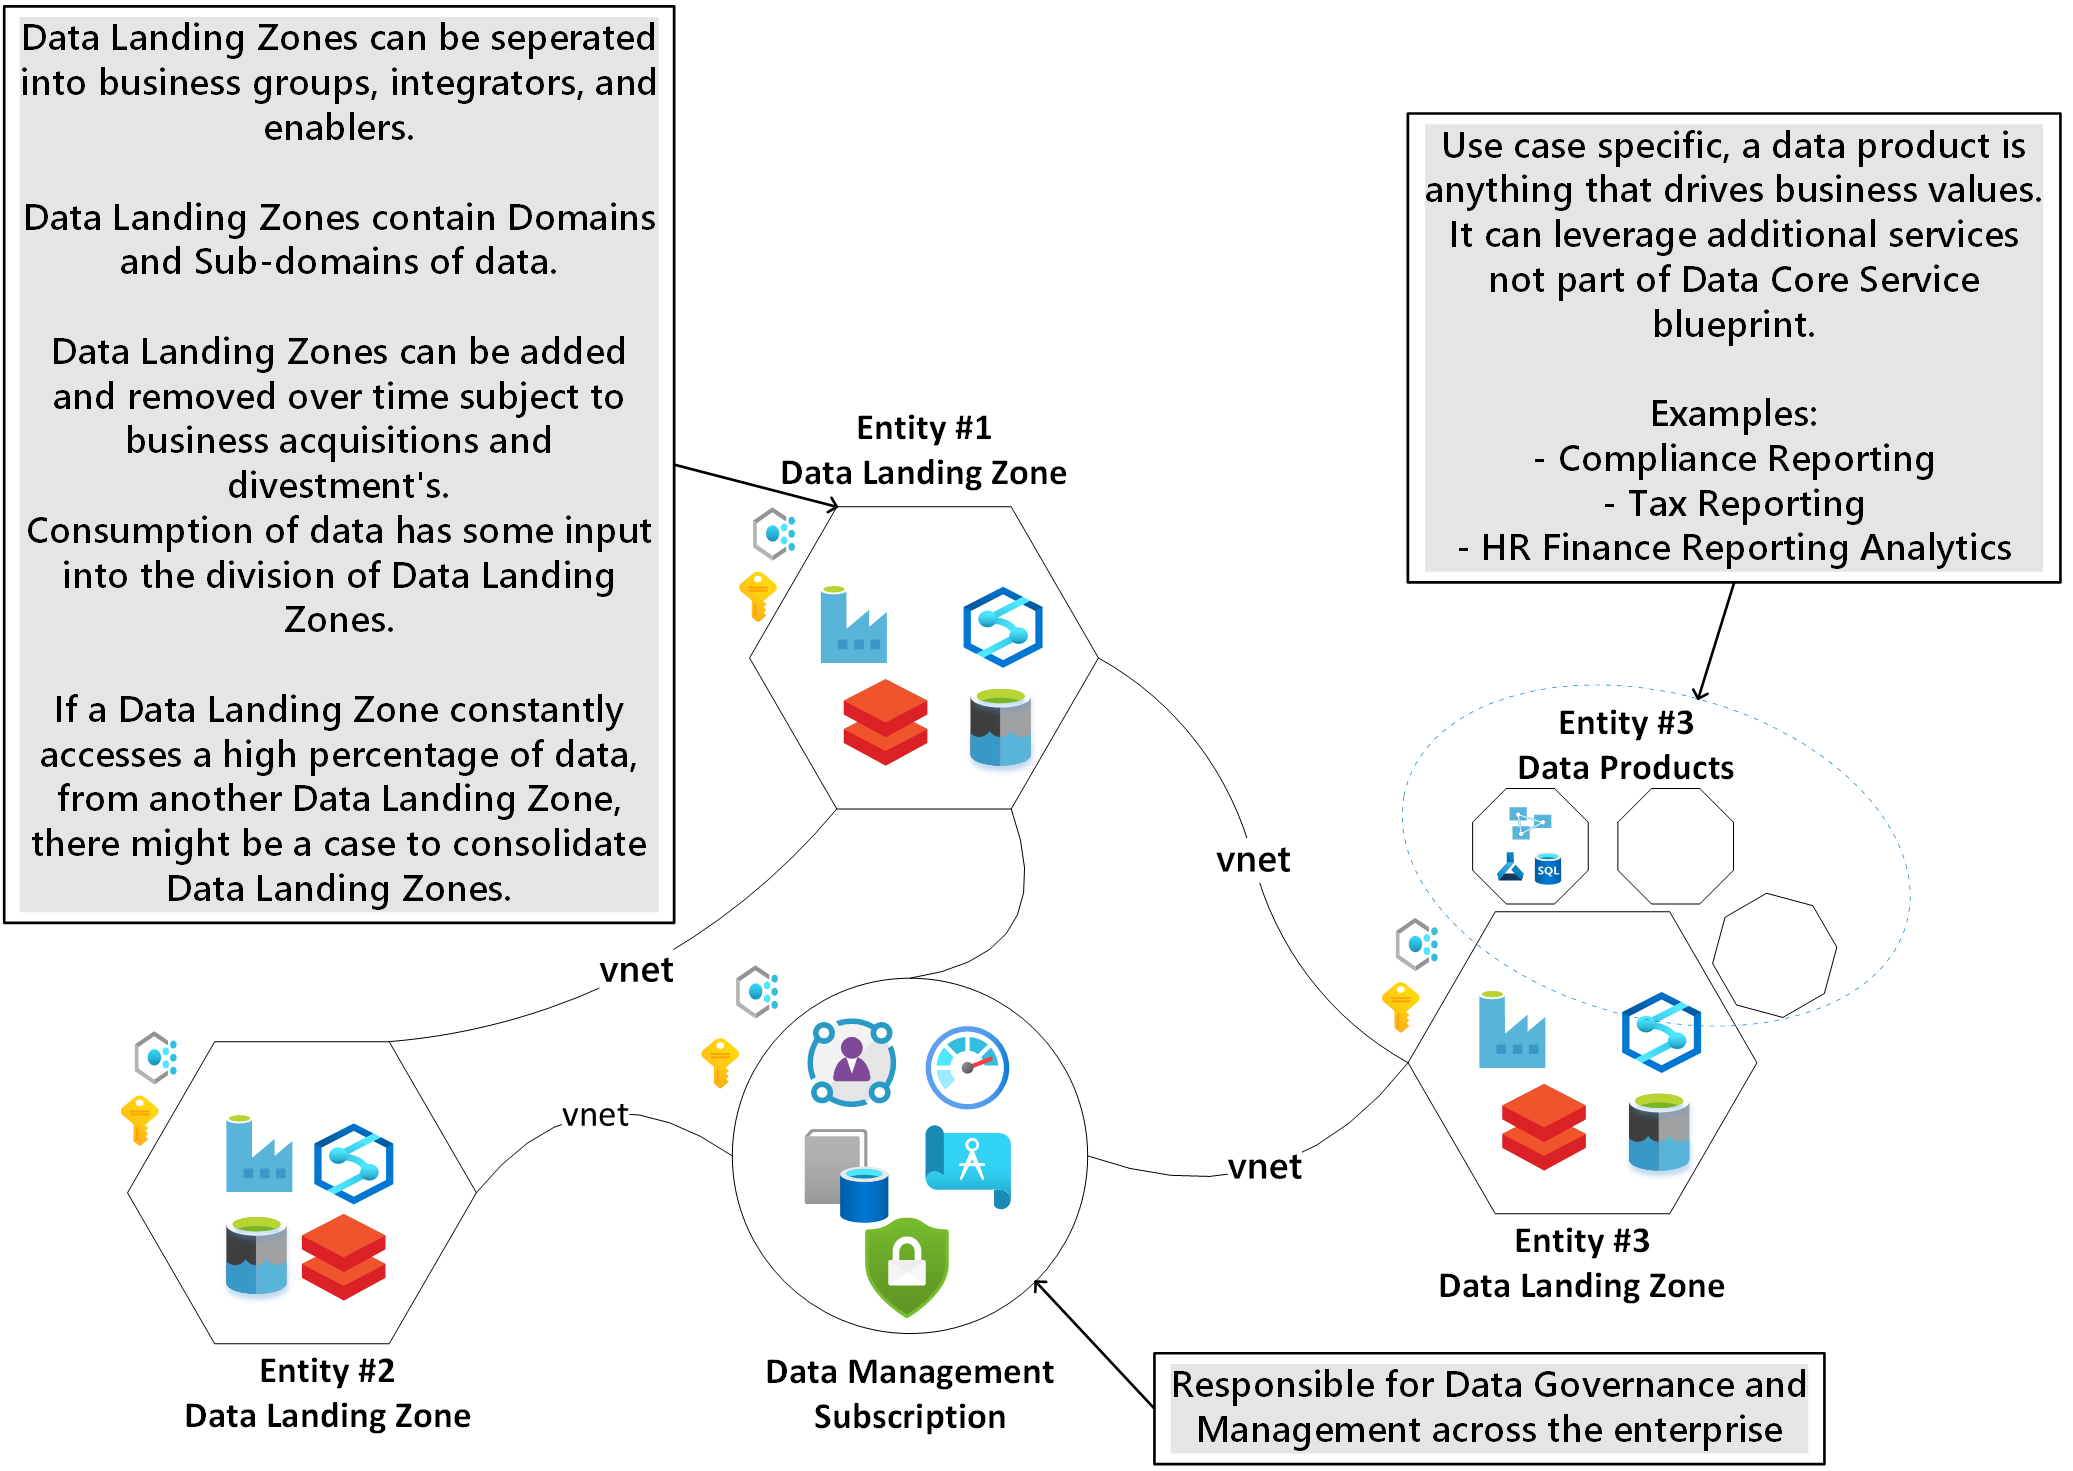 Data Landing Zones can be seperated
into business groups, integrators, and
enablers.
Data Landing Zones contain Domains
and Sub-domains of data.
Data Landing Zones can be added
and removed over time subject to
business acquisitions and
divestment's.
Consumption of data has some input
into the division of Data Landing
Zones.
If a Data Landing Zone constantly
accesses a high percentage of data,
from another Data Landing Zone,
there might be a case to consolidate
Data Landing Zones.
Use case specific, a data product is
anything that drives business values.
It can leverage additional services
not part of Data Core Service
blueprint.
Examples:
- Compliance Reporting
- Tax Reporting
- HR Finance Reporting Analytics
Entity #1
Data Landing Zone
Entity #3
Data Products
SQL
vnet
vnet
vnet
vnet
Entity #3
Data Landing Zone
Entity #2
Data Landing Zone
Data Management
Subscription
Responsible for Data Governance and
Management across the enterprise